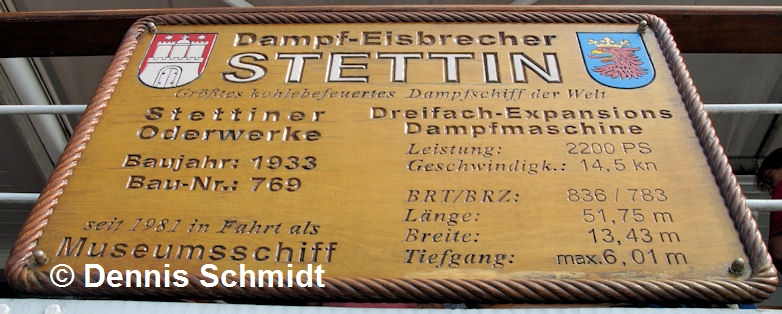 Dampf-Eisbrecher
STETTIN
Größtes kohlebefeuertes Dampfschiff der Welt
Stettiner
Oderwerke
Baujahr: 1933
Bau-Nr.: 769
seit 1981 in Fahrt als
Museumsschiff
Dreifach-Expansions
Dampfmaschine
Leistung: 2200 PS
Geschwindigk.: 14,5 kn
BRT/BRZ: 836 / 783
Länge: 51,75 m
Breite: 13,43 m
Tiefgang: max.6,01 m
© Dennis Schmidt